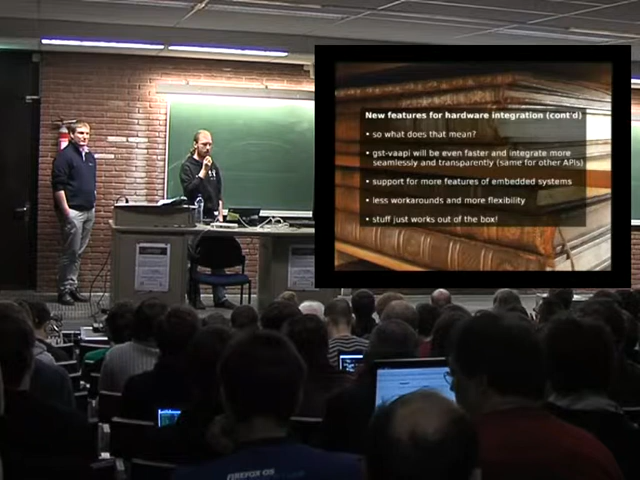 New features for hardware integration (cont'd)
• so what does that mean?
• gst-vaapi will be even faster and integrate more
seamlessly and transparently (same for other APIs)
• support for more features of embedded systems
• less workarounds and more flexibility
• stuff just works out of the box!
FIREFOX OS